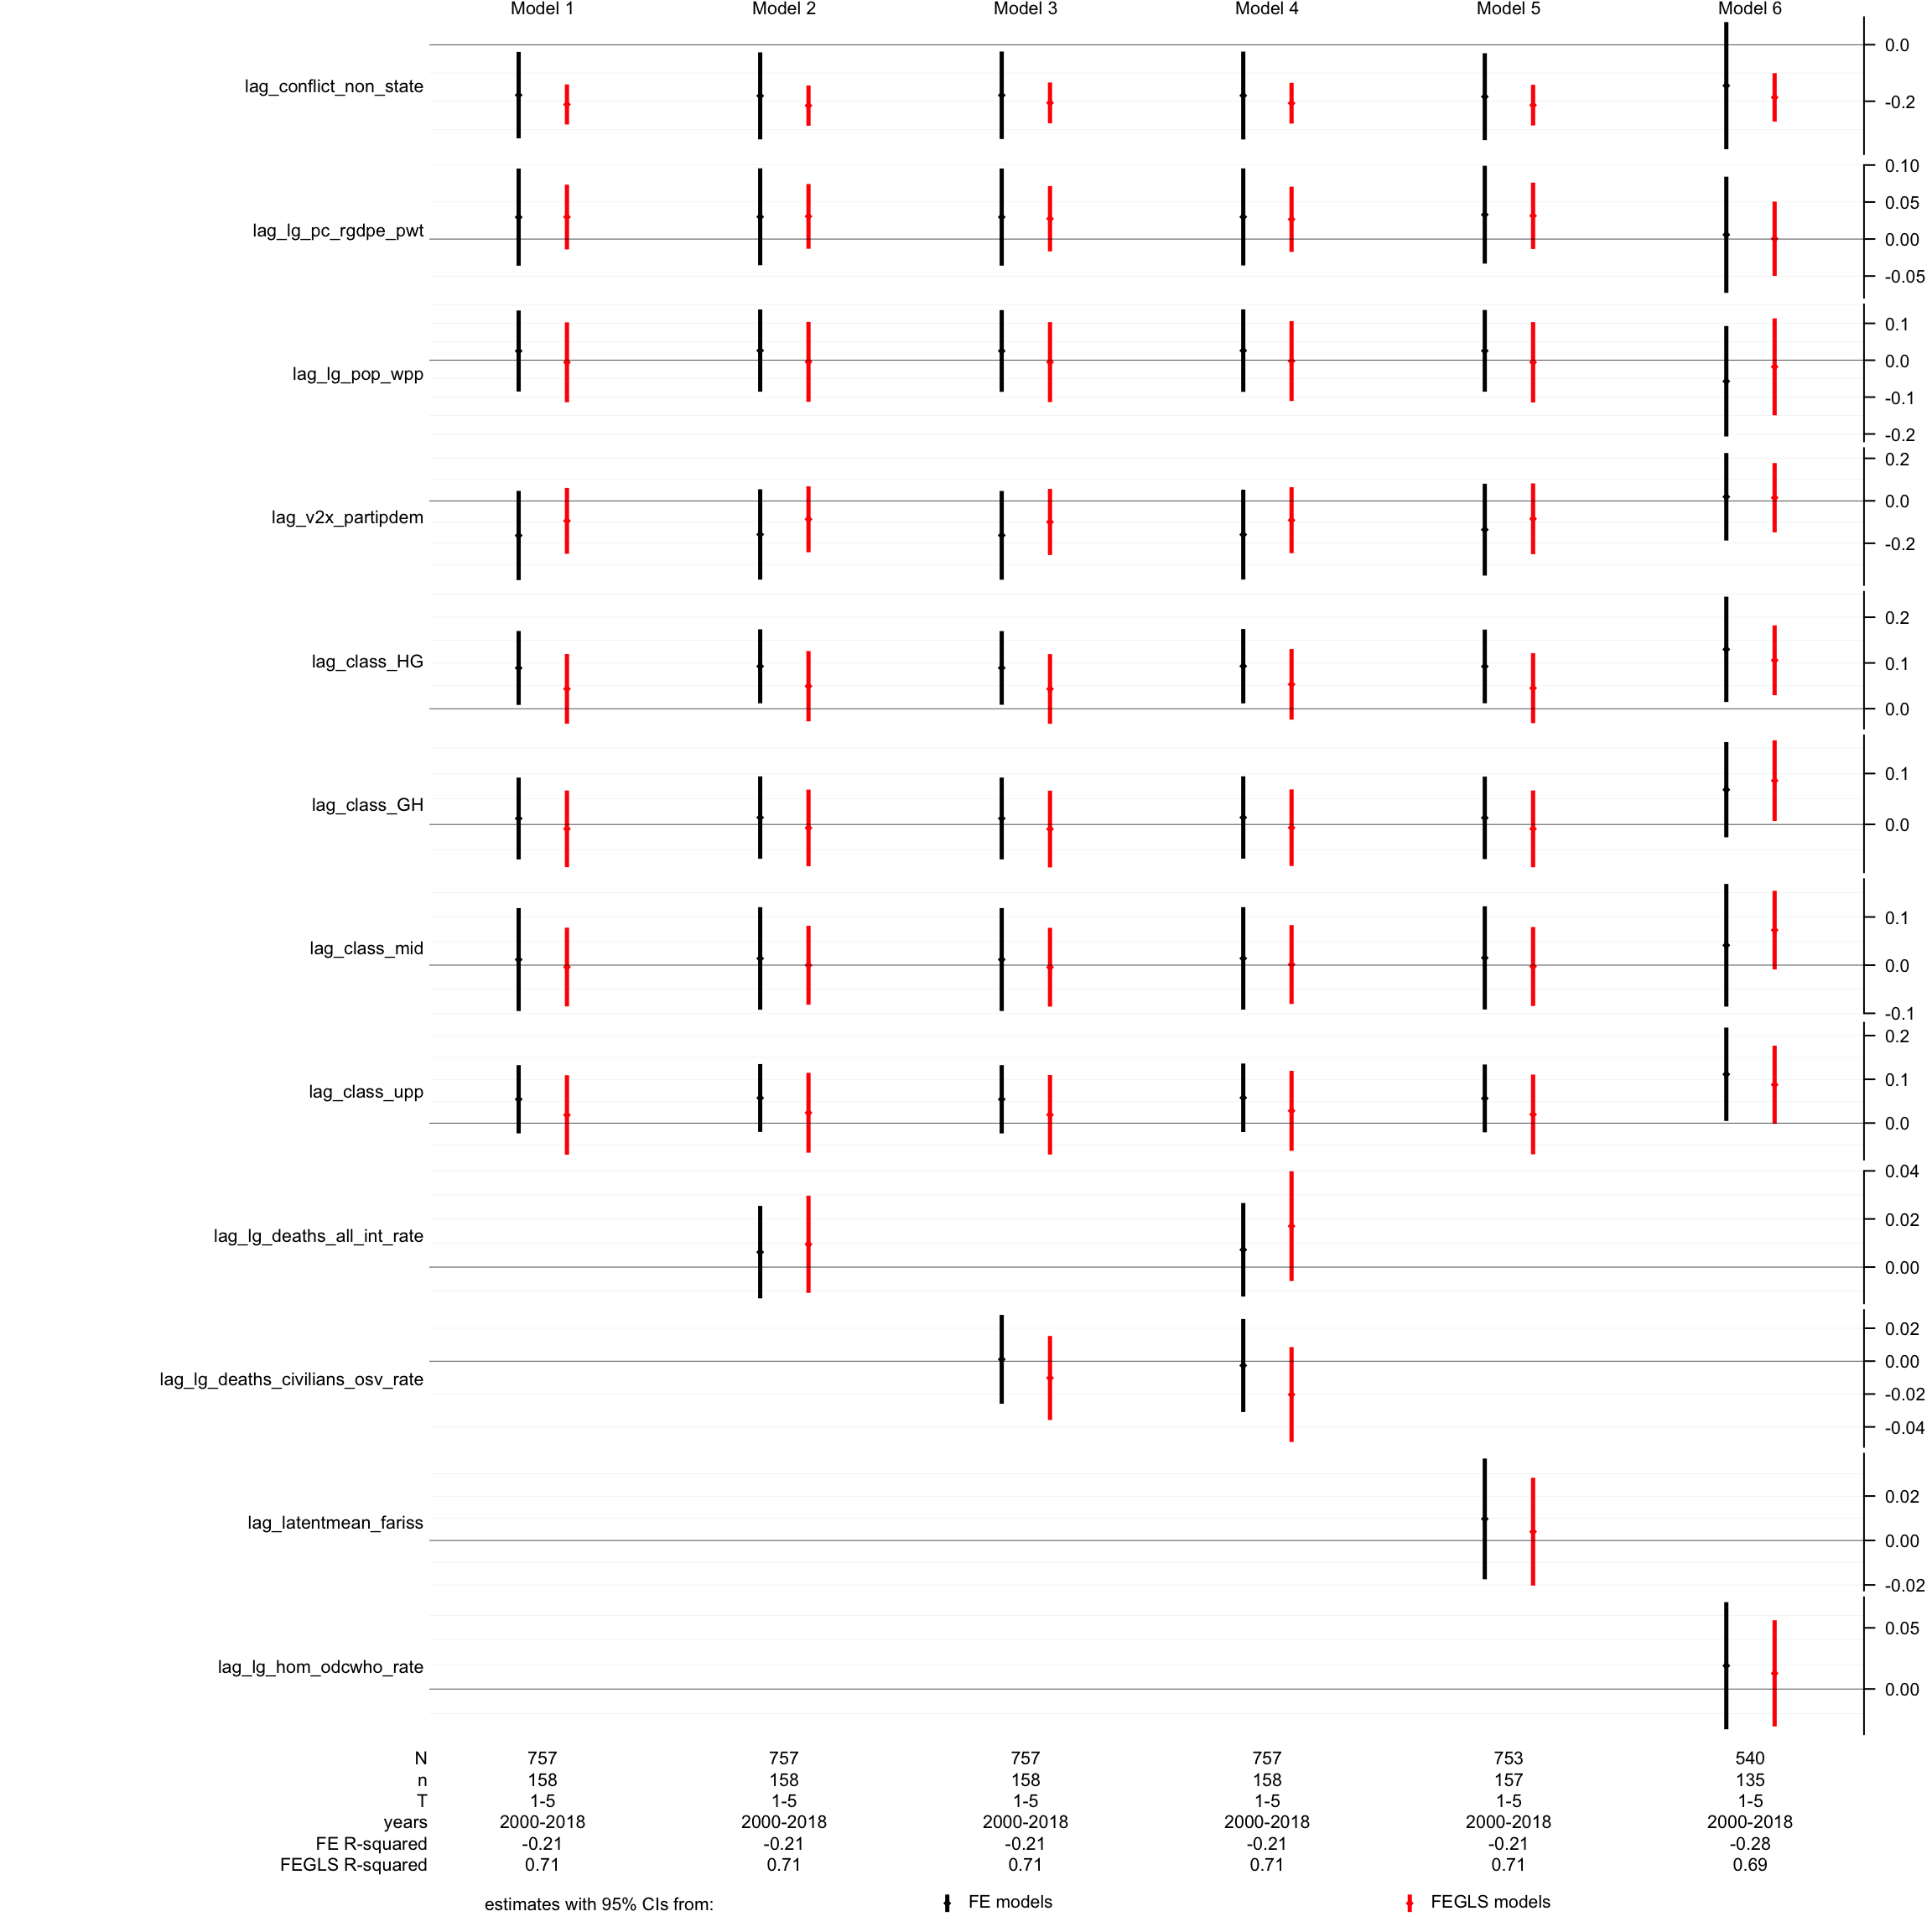 Model 1 Model 2 Model 3 Model 4 Model 5 Model 6
lag_conflict_non_state
0.0
-0.2
lag_lg_pc_rgdpe_pwt
0.10
0.05
0.00
-0.05
lag_lg_pop_wpp
0.1
0.0
-0.1
-0.2
lag_v2x_partipdem
0.2
0.0
-0.2
lag_class_HG
0.2
0.1
0.0
lag_class_GH
0.1
0.0
lag_class_mid
0.1
0.0
-0.1
lag_class_upp
0.2
0.1
0.0
lag_lg_deaths_all_int_rate
0.04
0.02
0.00
lag_lg_deaths_civilians_osv_rate
0.02
0.00
-0.02
-0.04
lag_latentmean_fariss
0.02
0.00
-0.02
lag_lg_hom_odcwho_rate
0.05
0.00
N 757 757 757 757 753 540
n 158 158 158 158 157 135
T 1-5 1-5 1-5 1-5 1-5 1-5
years 2000-2018 2000-2018 2000-2018 2000-2018 2000-2018 2000-2018
FE R-squared -0.21 -0.21 -0.21 -0.21 -0.21 -0.28
FEGLS R-squared 0.71 0.71 0.71 0.71 0.71 0.69
estimates with 95% CIs from: FE models FEGLS models